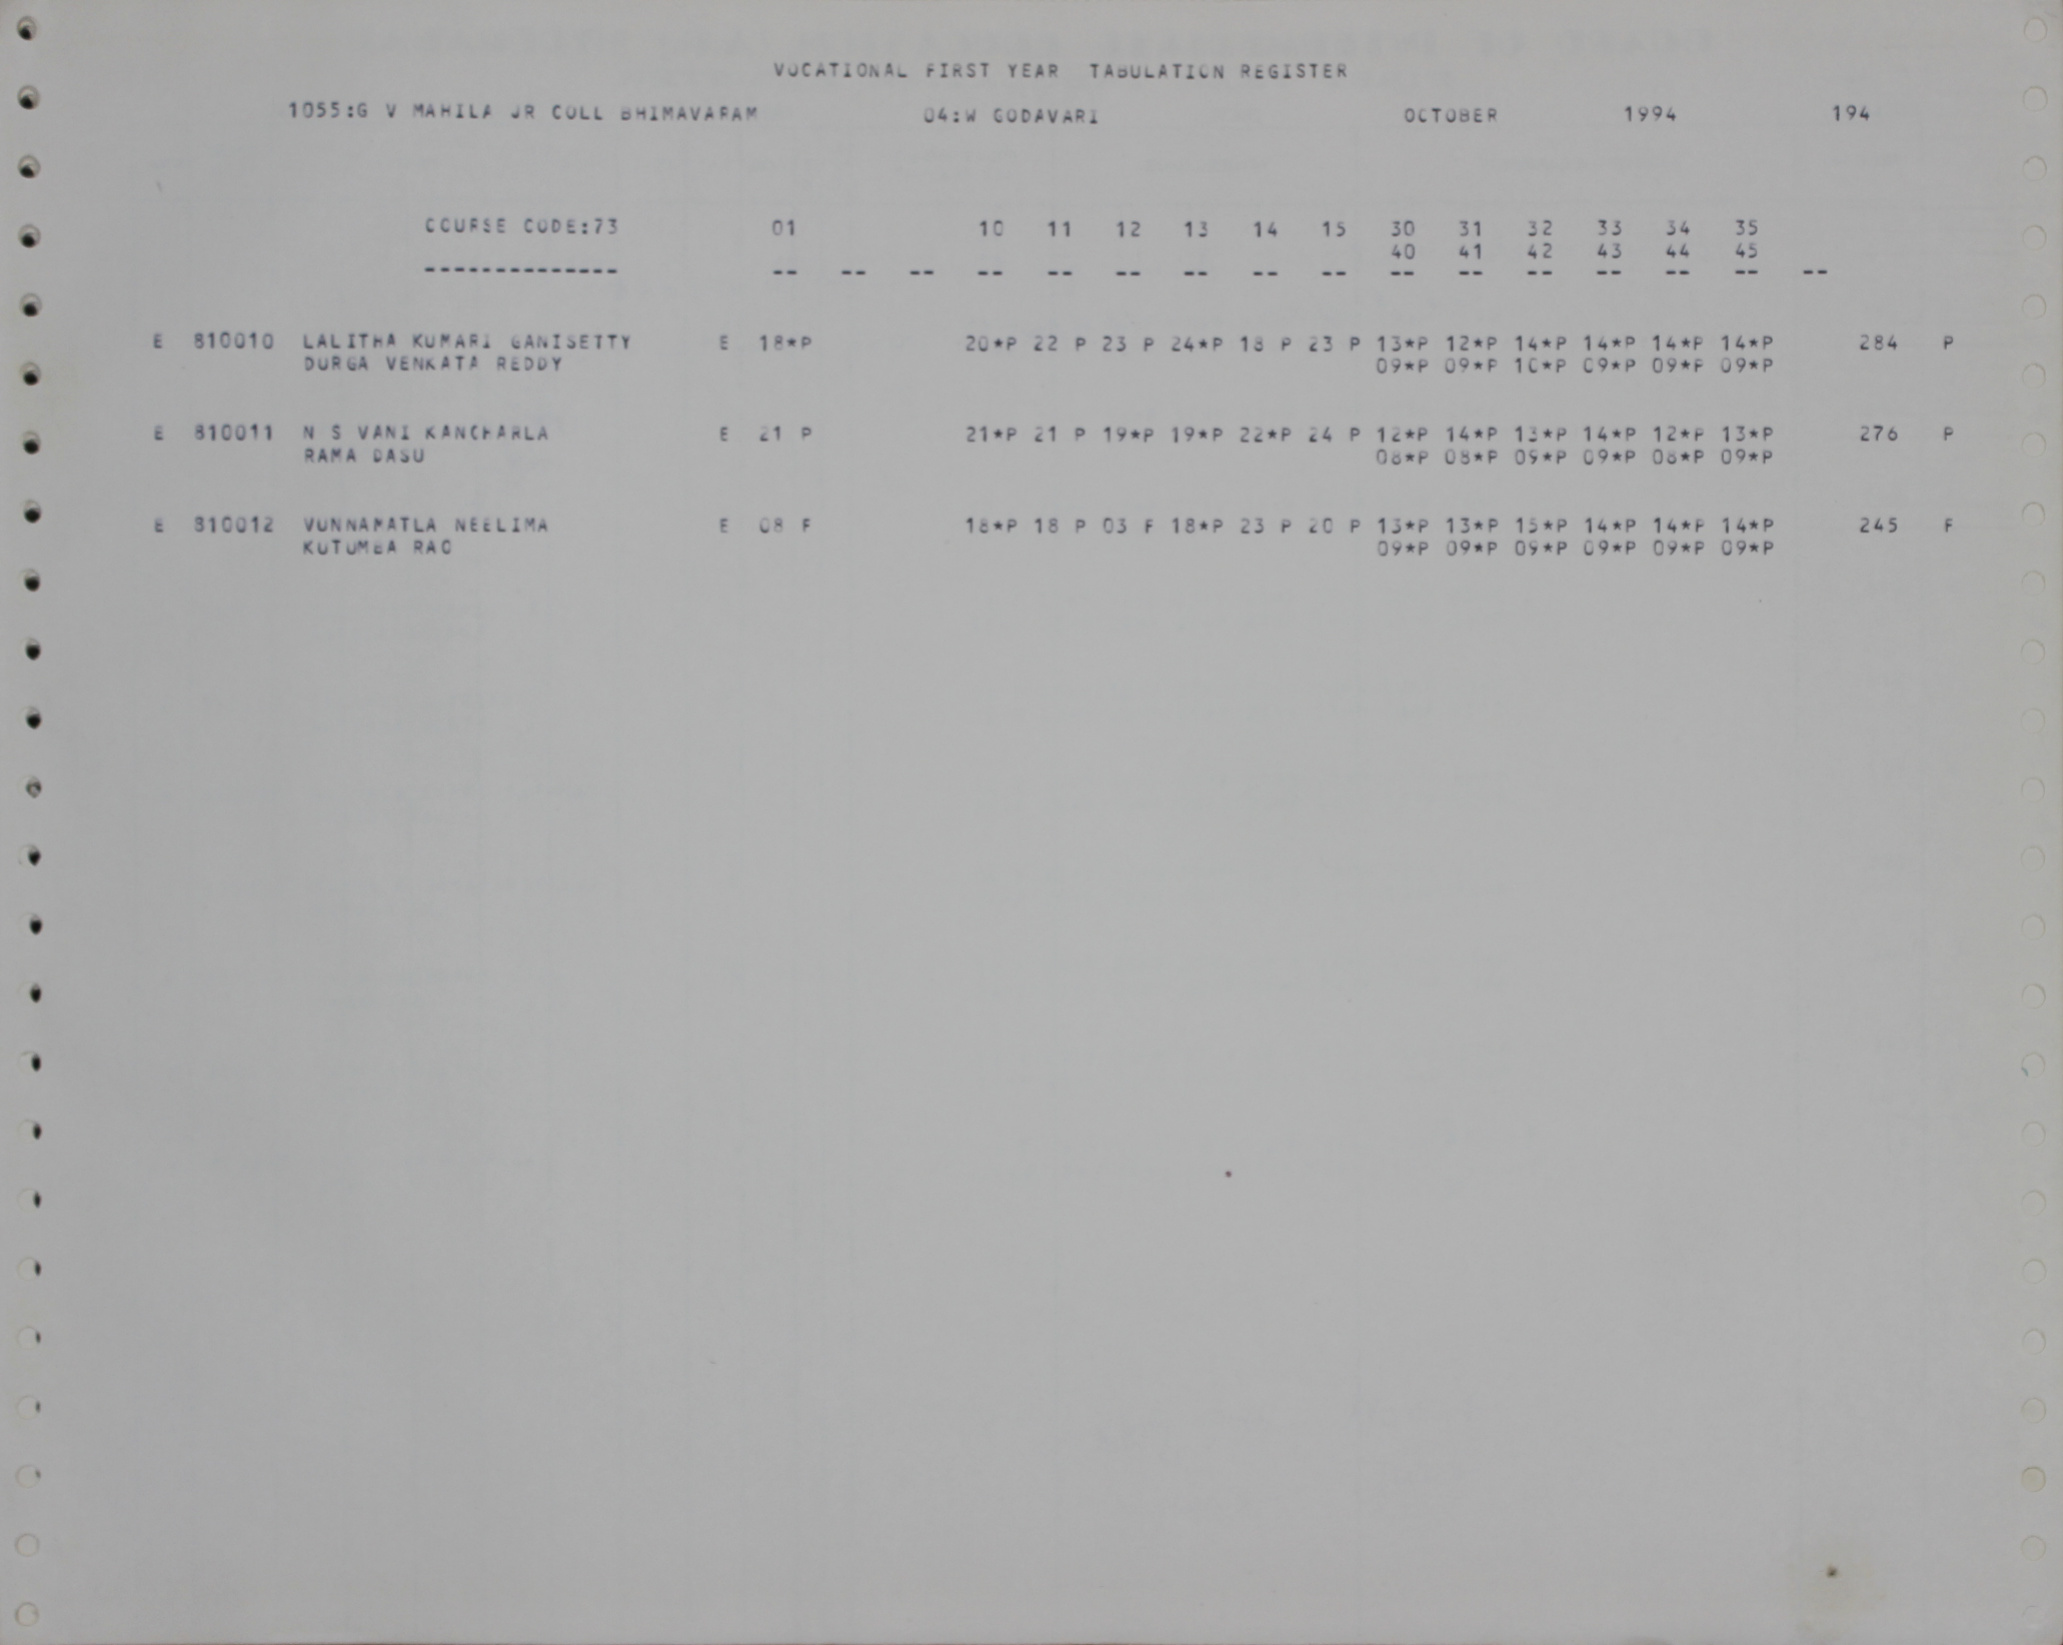 VOCATIONAL FIRST YEAR TABULATION REGISTER
1055:G V MAHILA JR COLL BHIMAVARAM 04:W GODAVARI OCTOBER 1994 194
COURSE CODE:73 01 10 11 12 13 14 15 30 31 32 33 34 35
40 41 42 43 44 45
-------------- -- -- -- -- -- -- -- -- -- -- -- -- -- -- -- --
E 810010 LALITHA KUMARI GANISETTY E 18*P 20*P 22 P 23 P 24*P 18 P 23 P 13*P 12*P 14*P 14*P 14*P 14*P 284 P
DURGA VENKATA REDDY 09*P 09*P 10*P 09*P 09*P 09*P
E 810011 N S VANI KANCHARLA E 21 P 21*P 21 P 19*P 19*P 22*P 24 P 12*P 14*P 13*P 14*P 12*P 13*P 276 P
RAMA DASU 08*P 08*P 09*P 09*P 08*P 09*P
E 810012 VUNNAMATLA NEELIMA E 08 F 18*P 18 P 03 F 18*P 23 P 20 P 13*P 13*P 15*P 14*P 14*P 14*P 245 F
KUTUMBA RAO 09*P 09*P 09*P 09*P 09*P 09*P